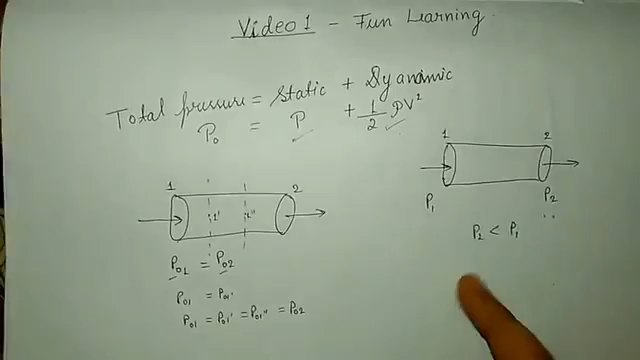 Video 1 - Fun Learning
Total pressure = Static + Dyanamic
P₀ = P + 1/2 ρV²
1 2
P₁ P₂
P₂ < P₁
1 2
1' 1"
P₀₁ = P₀₂
P₀₁ = P₀₁'
P₀₁ = P₀₁' = P₀₁" = P₀₂